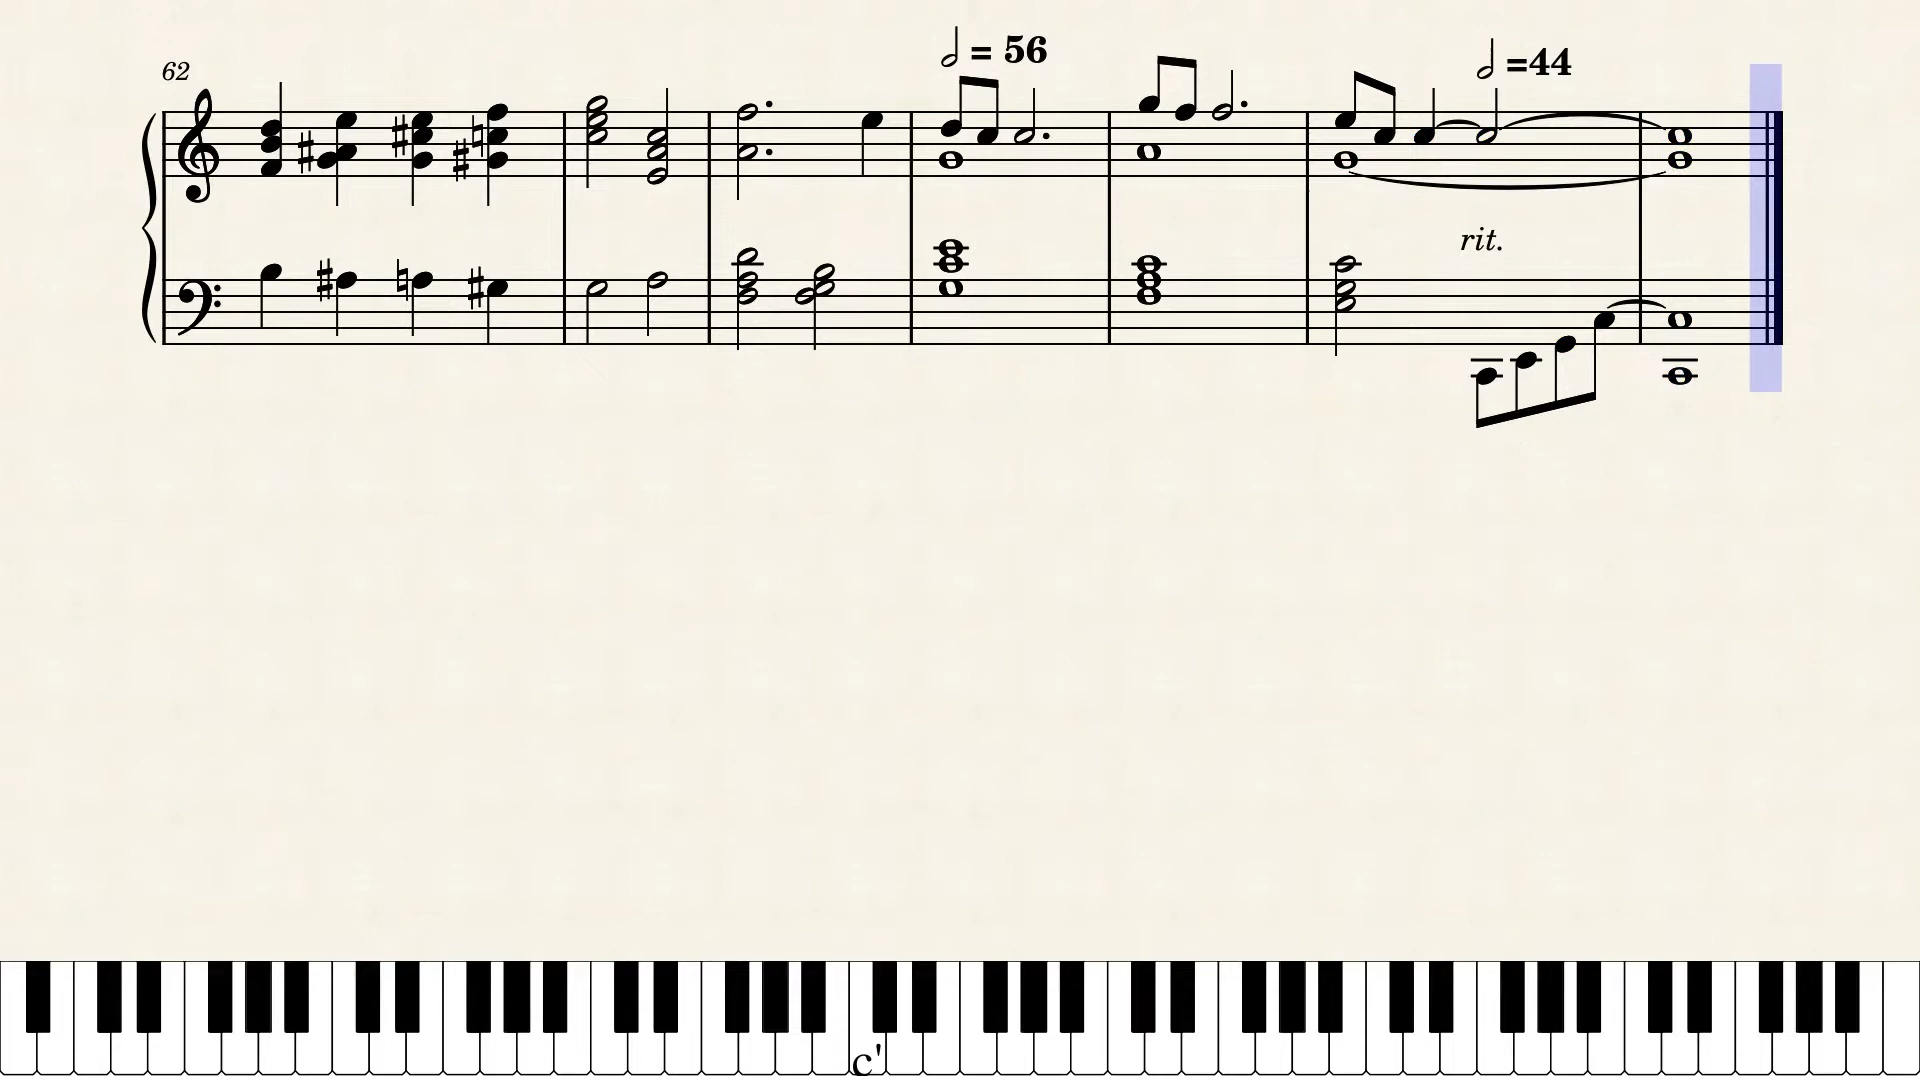 62
𝅗𝅥 = 56
𝅗𝅥 =44
rit.
c'